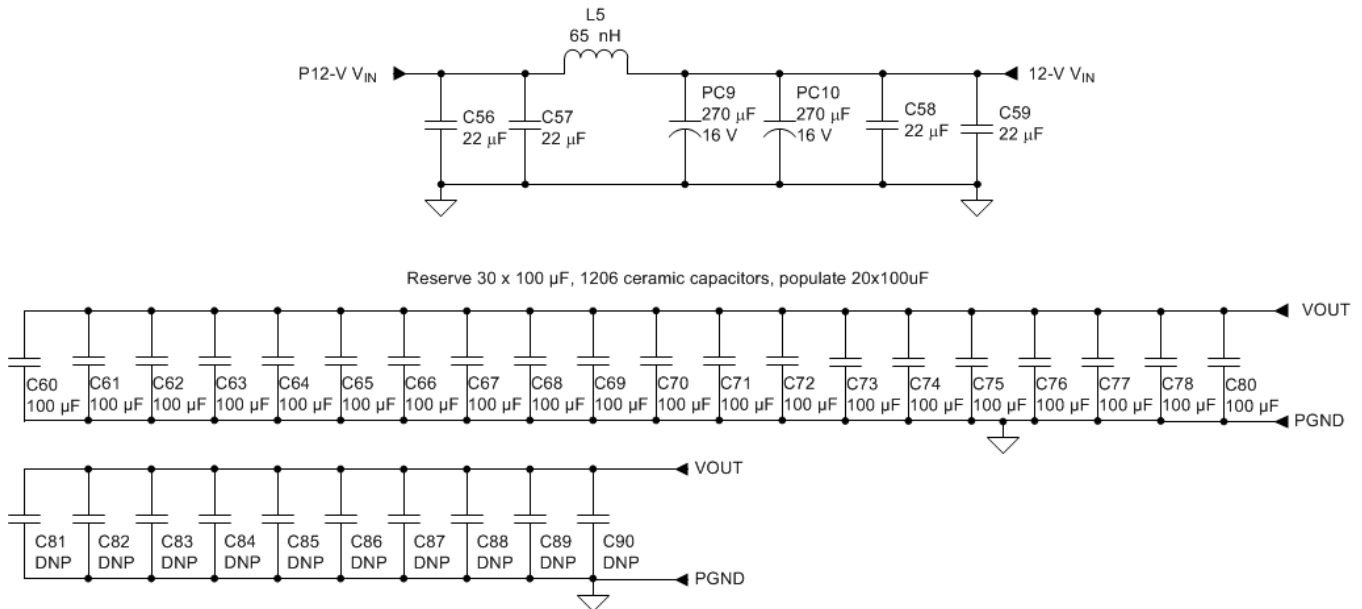 L5
65 nH
P12-V VIN
12-V VIN
C56
22 µF
C57
22 µF
PC9
270 µF
16 V
PC10
270 µF
16 V
C58
22 µF
C59
22 µF
Reserve 30 x 100 µF, 1206 ceramic capacitors, populate 20x100uF
VOUT
C60 C61 C62 C63 C64 C65 C66 C67 C68 C69 C70 C71 C72 C73 C74 C75 C76 C77 C78 C80
100 µF 100 µF 100 µF 100 µF 100 µF 100 µF 100 µF 100 µF 100 µF 100 µF 100 µF 100 µF 100 µF 100 µF 100 µF 100 µF 100 µF 100 µF 100 µF 100 µF
PGND
VOUT
C81 C82 C83 C84 C85 C86 C87 C88 C89 C90
DNP DNP DNP DNP DNP DNP DNP DNP DNP DNP
PGND